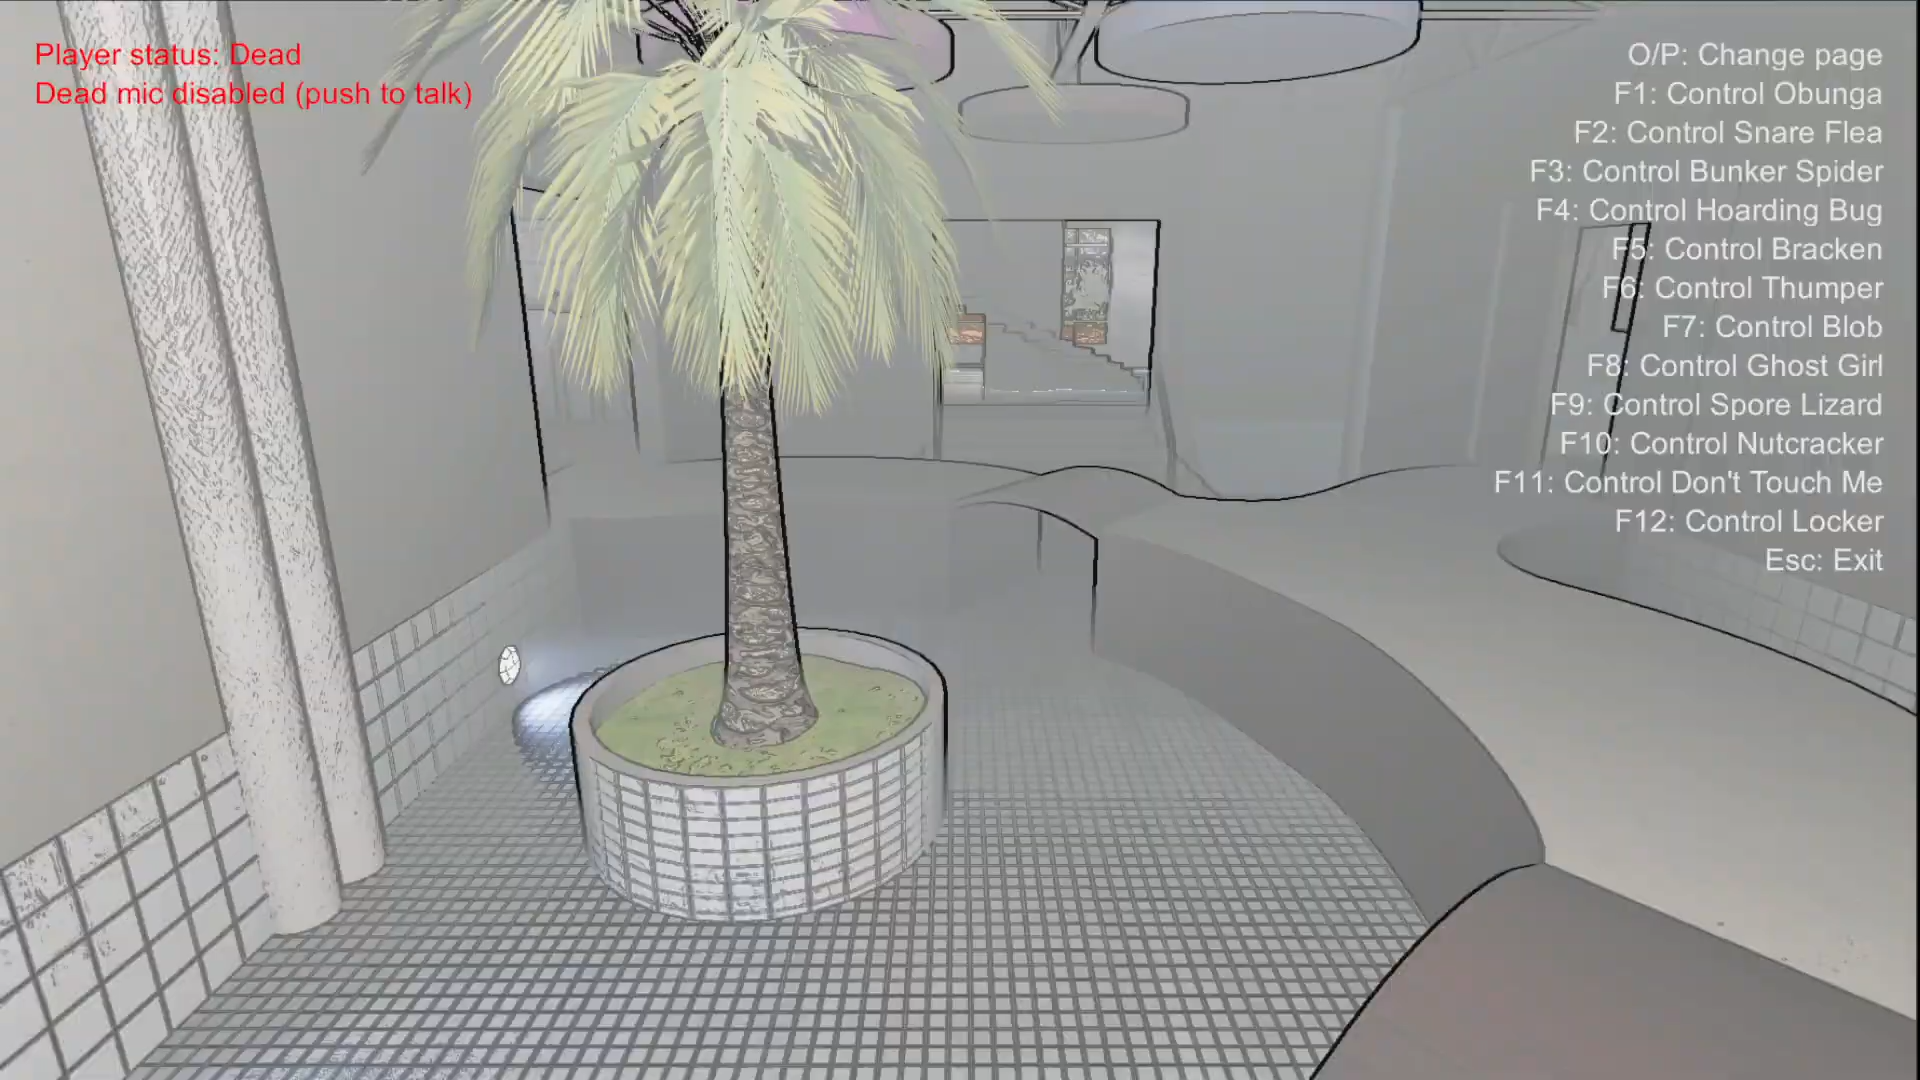 Player status: Dead
Dead mic disabled (push to talk)
O/P: Change page
F1: Control Obunga
F2: Control Snare Flea
F3: Control Bunker Spider
F4: Control Hoarding Bug
F5: Control Bracken
F6: Control Thumper
F7: Control Blob
F8: Control Ghost Girl
F9: Control Spore Lizard
F10: Control Nutcracker
F11: Control Don't Touch Me
F12: Control Locker
Esc: Exit